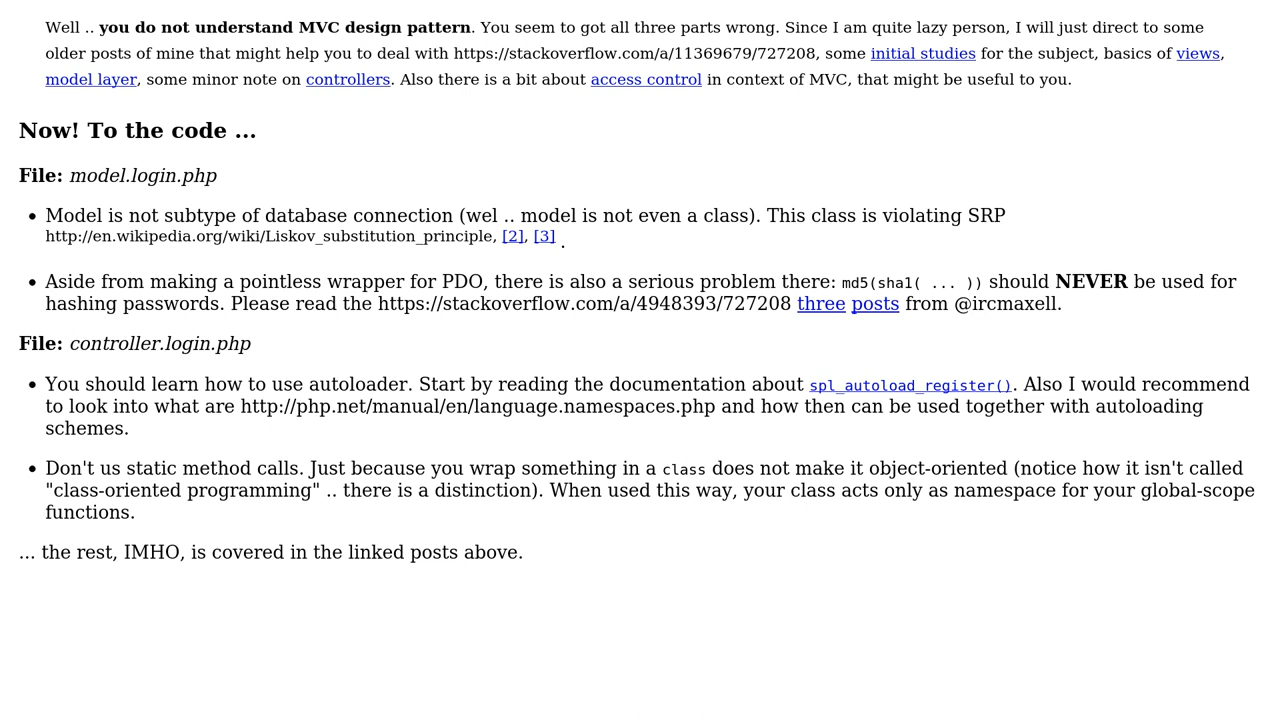 Well .. you do not understand MVC design pattern. You seem to got all three parts wrong. Since I am quite lazy person, I will just direct to some
older posts of mine that might help you to deal with https://stackoverflow.com/a/11369679/727208, some initial studies for the subject, basics of views,
model layer, some minor note on controllers. Also there is a bit about access control in context of MVC, that might be useful to you.
Now! To the code ...
File: model.login.php
• Model is not subtype of database connection (wel .. model is not even a class). This class is violating SRP
http://en.wikipedia.org/wiki/Liskov_substitution_principle, [2], [3] .
• Aside from making a pointless wrapper for PDO, there is also a serious problem there: md5(sha1( ... )) should NEVER be used for
hashing passwords. Please read the https://stackoverflow.com/a/4948393/727208 three posts from @ircmaxell.
File: controller.login.php
• You should learn how to use autoloader. Start by reading the documentation about spl_autoload_register(). Also I would recommend
to look into what are http://php.net/manual/en/language.namespaces.php and how then can be used together with autoloading
schemes.
• Don't us static method calls. Just because you wrap something in a class does not make it object-oriented (notice how it isn't called
"class-oriented programming" .. there is a distinction). When used this way, your class acts only as namespace for your global-scope
functions.
... the rest, IMHO, is covered in the linked posts above.